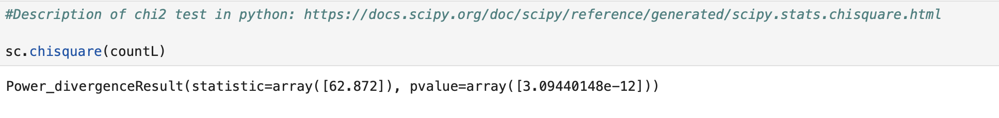 #Description of chi2 test in python: https://docs.scipy.org/doc/scipy/reference/generated/scipy.stats.chisquare.html
sc.chisquare(countL)
Power_divergenceResult(statistic=array([62.872]), pvalue=array([3.09440148e-12]))